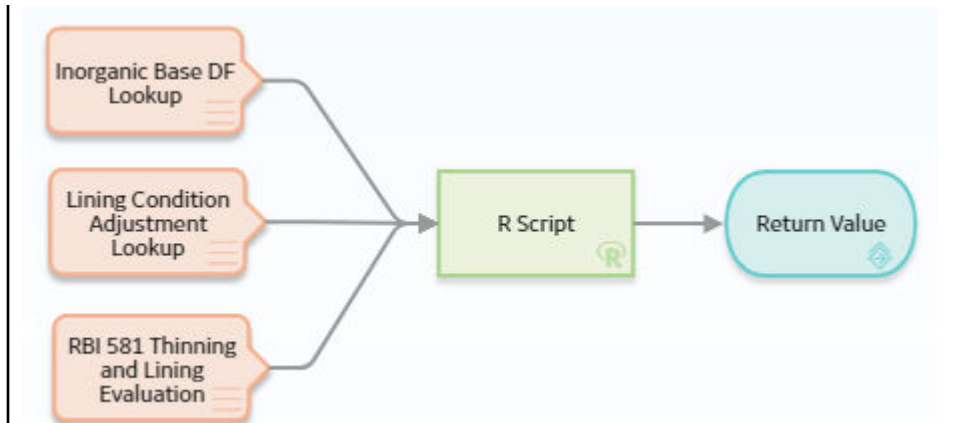 Inorganic Base DF
Lookup
Lining Condition
Adjustment
Lookup
RBI 581 Thinning
and Lining
Evaluation
R Script
R
Return Value